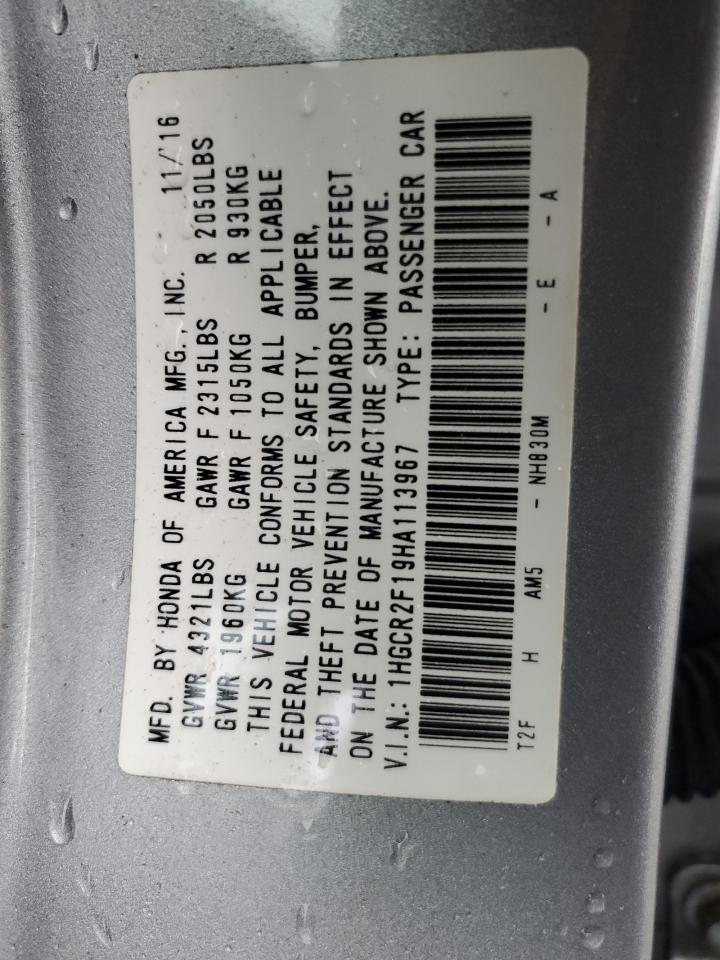 MFD. BY HONDA OF AMERICA MFG., INC. 11/'16
GVWR 4321LBS GAWR F 2315LBS R 2050LBS
GVWR 1960KG GAWR F 1050KG R 930KG
THIS VEHICLE CONFORMS TO ALL APPLICABLE
FEDERAL MOTOR VEHICLE SAFETY, BUMPER,
AND THEFT PREVENTION STANDARDS IN EFFECT
ON THE DATE OF MANUFACTURE SHOWN ABOVE.
V.I.N.: 1HGCR2F19HA113967 TYPE: PASSENGER CAR
T2F H AM5 - NH830M - E - A